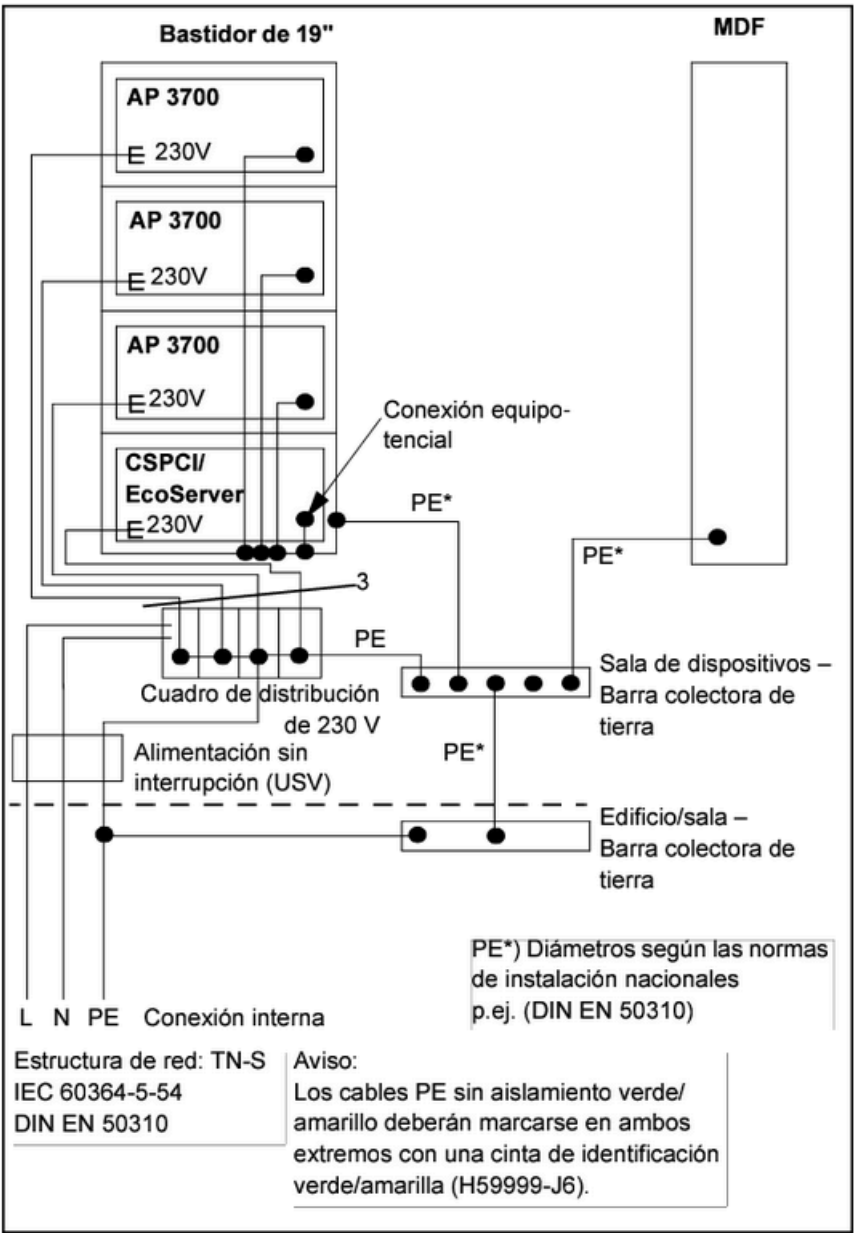 Bastidor de 19"
MDF
AP 3700
230V
AP 3700
230V
AP 3700
230V
Conexión equipo-
tencial
CSPCI/
EcoServer
230V
PE*
PE*
3
PE
Sala de dispositivos –
Barra colectora de
tierra
Cuadro de distribución
de 230 V
Alimentación sin
interrupción (USV)
PE*
Edificio/sala –
Barra colectora de
tierra
PE*) Diámetros según las normas
de instalación nacionales
p.ej. (DIN EN 50310)
L N PE Conexión interna
Estructura de red: TN-S
IEC 60364-5-54
DIN EN 50310
Aviso:
Los cables PE sin aislamiento verde/
amarillo deberán marcarse en ambos
extremos con una cinta de identificación
verde/amarilla (H59999-J6).